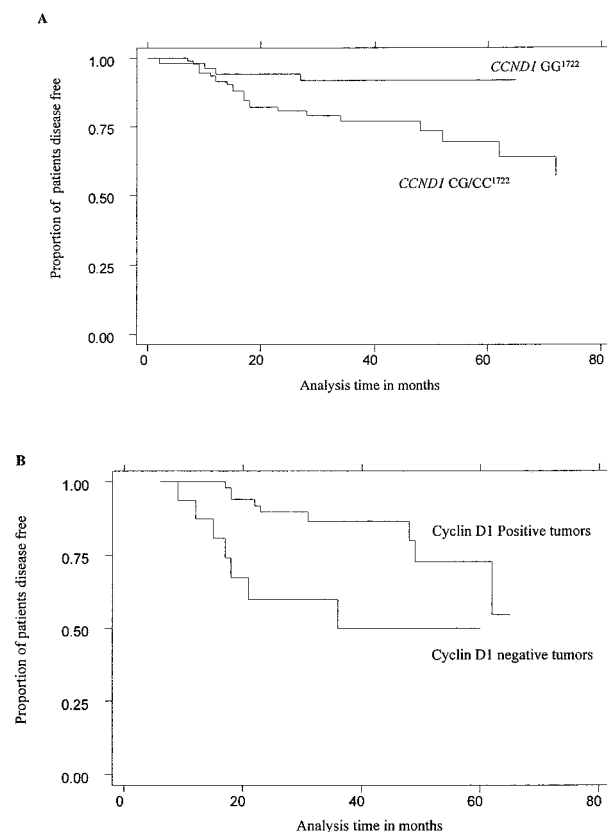 A
Proportion of patients disease free
1.00
0.75
0.50
0.25
0.00
CCND1 GG1722
CCND1 CG/CC1722
0 20 40 60 80
Analysis time in months
B
Proportion of patients disease free
1.00
0.75
0.50
0.25
0.00
Cyclin D1 Positive tumors
Cyclin D1 negative tumors
0 20 40 60 80
Analysis time in months